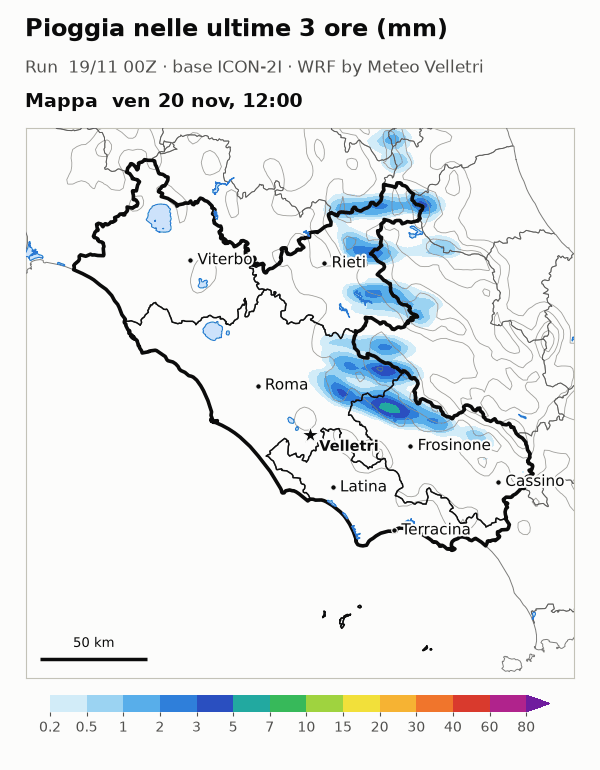 Pioggia nelle ultime 3 ore (mm)
Run 19/11 00Z · base ICON-2I · WRF by Meteo Velletri
Mappa ven 20 nov, 12:00
Viterbo
Rieti
Roma
Velletri
Frosinone
Latina
Cassino
Terracina
50 km
0.2 0.5 1 2 3 5 7 10 15 20 30 40 60 80